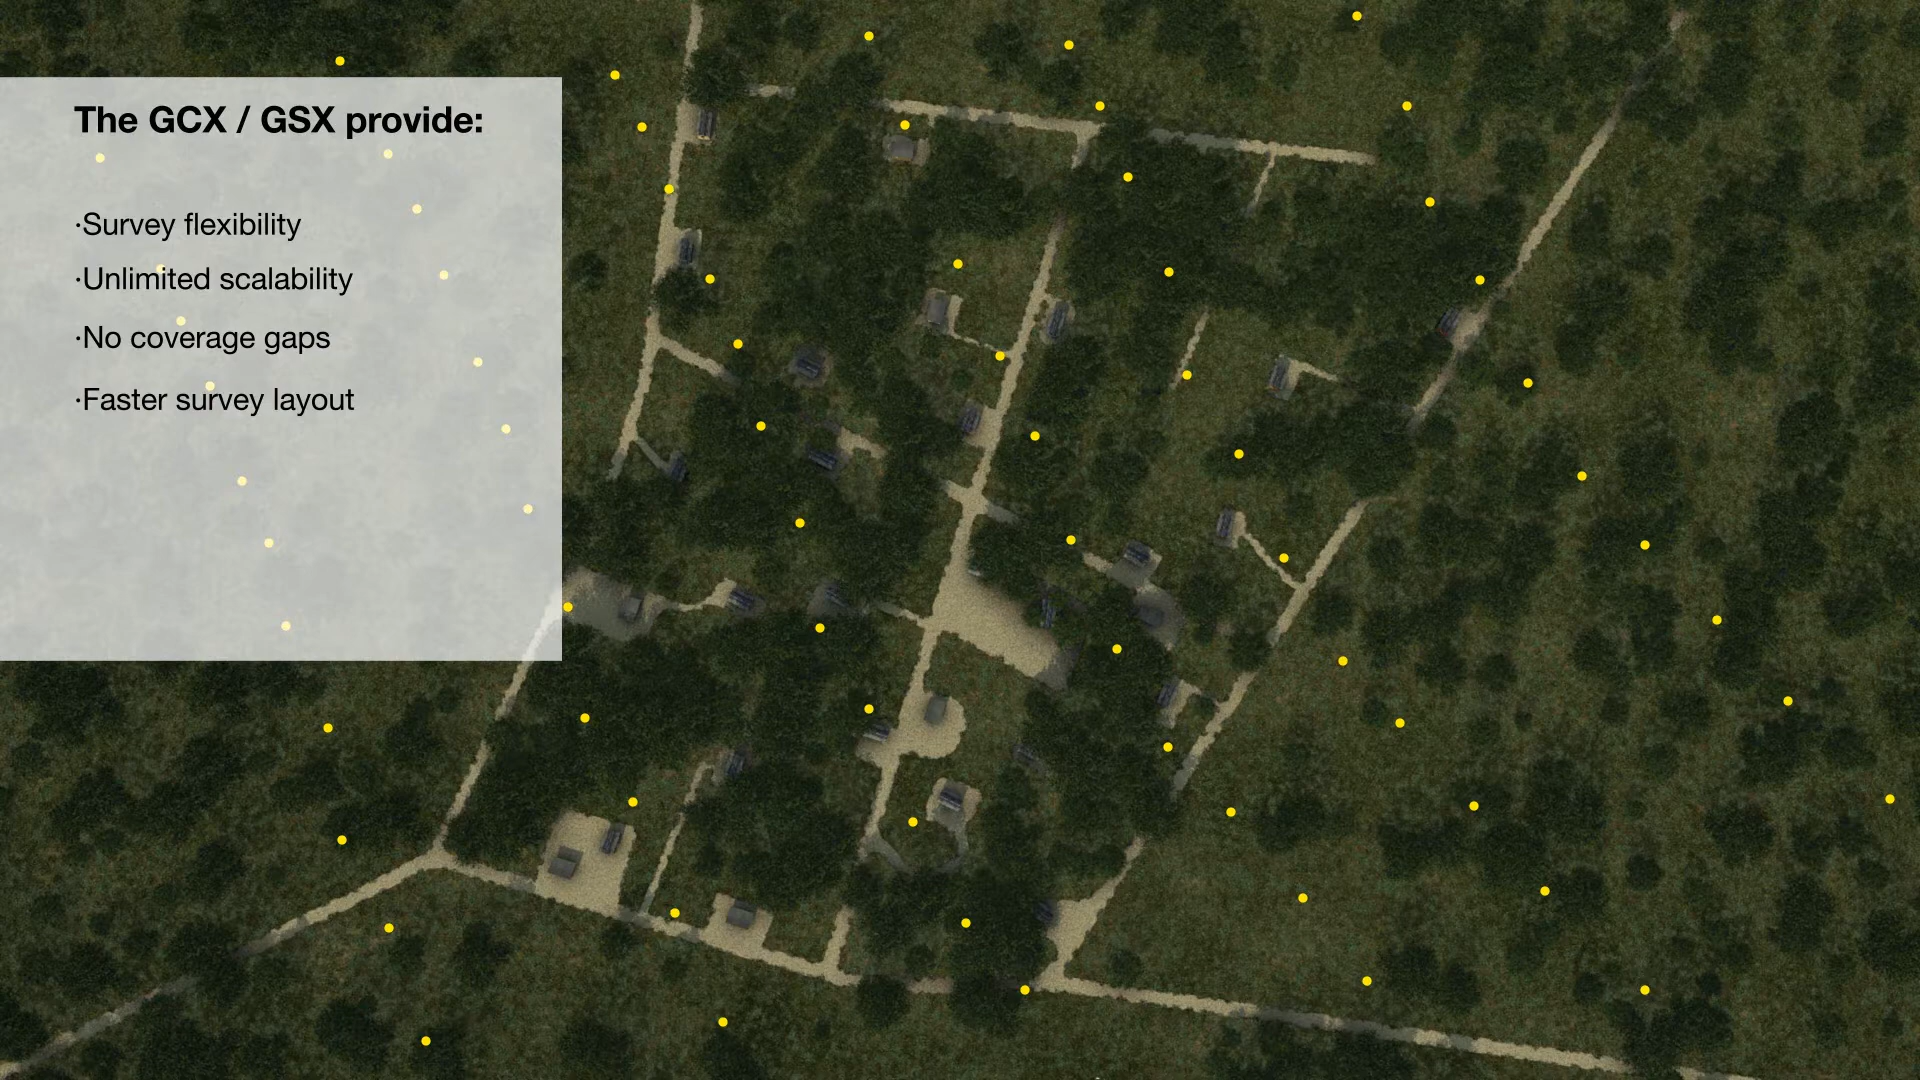 The GCX / GSX provide:
·Survey flexibility
·Unlimited scalability
·No coverage gaps
·Faster survey layout